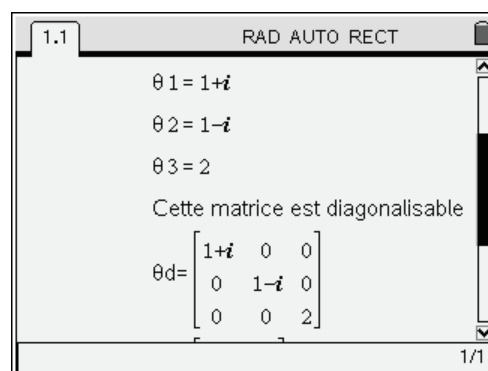 1.1 RAD AUTO RECT
θ1=1+i
θ2=1−i
θ3=2
Cette matrice est diagonalisable
θd=[1+i 0 0
0 1−i 0
0 0 2]
1/1